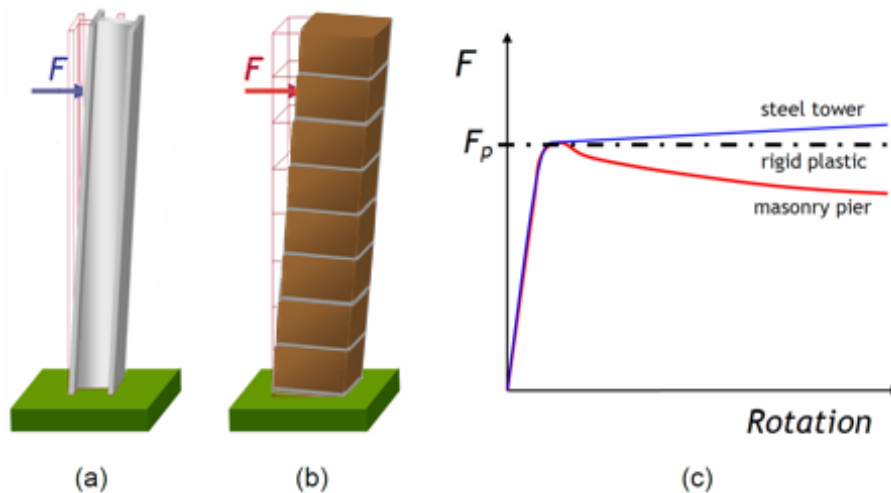 F
F
F
steel tower
Fp
rigid plastic
masonry pier
Rotation
(a)
(b)
(c)